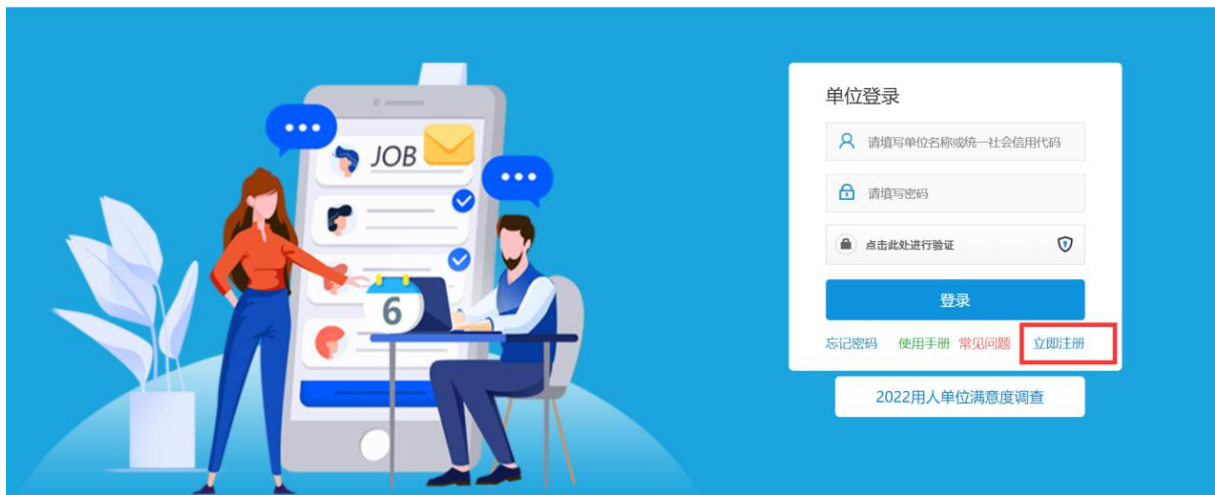 JOB
6
单位登录
请填写单位名称或统一社会信用代码
请填写密码
点击此处进行验证
登录
忘记密码 使用手册 常见问题 立即注册
2022用人单位满意度调查